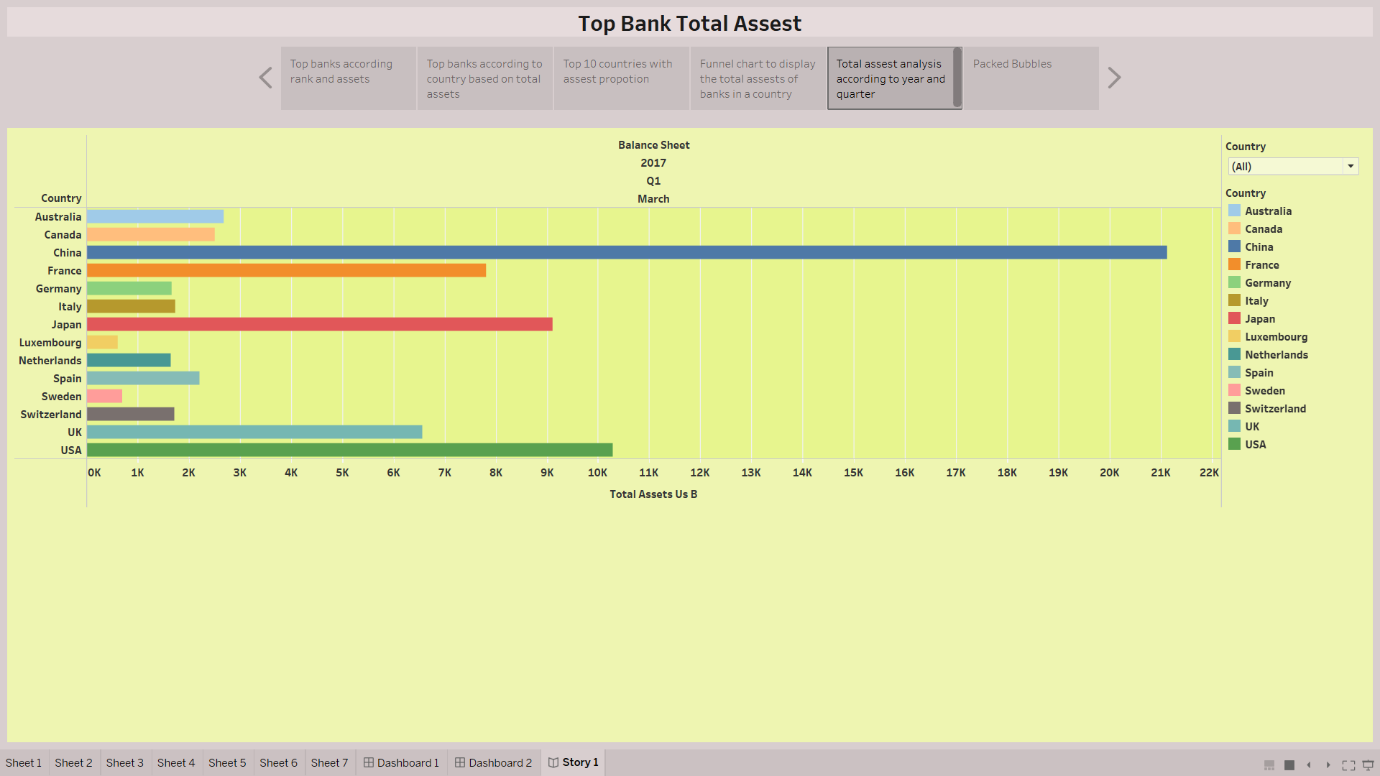 Top Bank Total Assest
Top banks according
rank and assets
Top banks according to
country based on total
assets
Top 10 countries with
assest propotion
Funnel chart to display
the total assests of
banks in a country
Total assest analysis
according to year and
quarter
Packed Bubbles
Balance Sheet
2017
Q1
March
Country
Australia
Canada
China
France
Germany
Italy
Japan
Luxembourg
Netherlands
Spain
Sweden
Switzerland
UK
USA
0K 1K 2K 3K 4K 5K 6K 7K 8K 9K 10K 11K 12K 13K 14K 15K 16K 17K 18K 19K 20K 21K 22K
Total Assets Us B
Country
(All)
Country
Australia
Canada
China
France
Germany
Italy
Japan
Luxembourg
Netherlands
Spain
Sweden
Switzerland
UK
USA
Sheet 1 Sheet 2 Sheet 3 Sheet 4 Sheet 5 Sheet 6 Sheet 7 Dashboard 1 Dashboard 2 Story 1